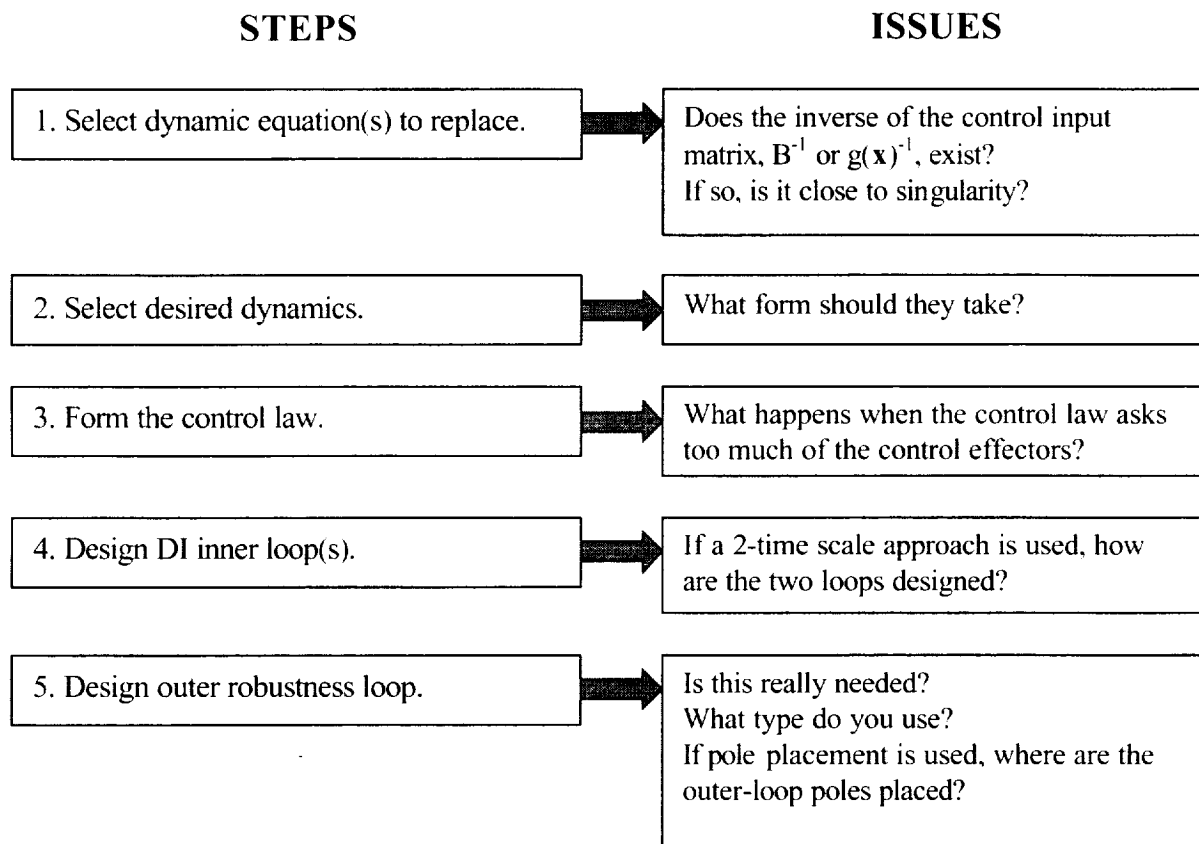 STEPS
ISSUES
1. Select dynamic equation(s) to replace.
Does the inverse of the control input
matrix, B⁻¹ or g(x)⁻¹, exist?
If so, is it close to singularity?
2. Select desired dynamics.
What form should they take?
3. Form the control law.
What happens when the control law asks
too much of the control effectors?
4. Design DI inner loop(s).
If a 2-time scale approach is used, how
are the two loops designed?
5. Design outer robustness loop.
Is this really needed?
What type do you use?
If pole placement is used, where are the
outer-loop poles placed?